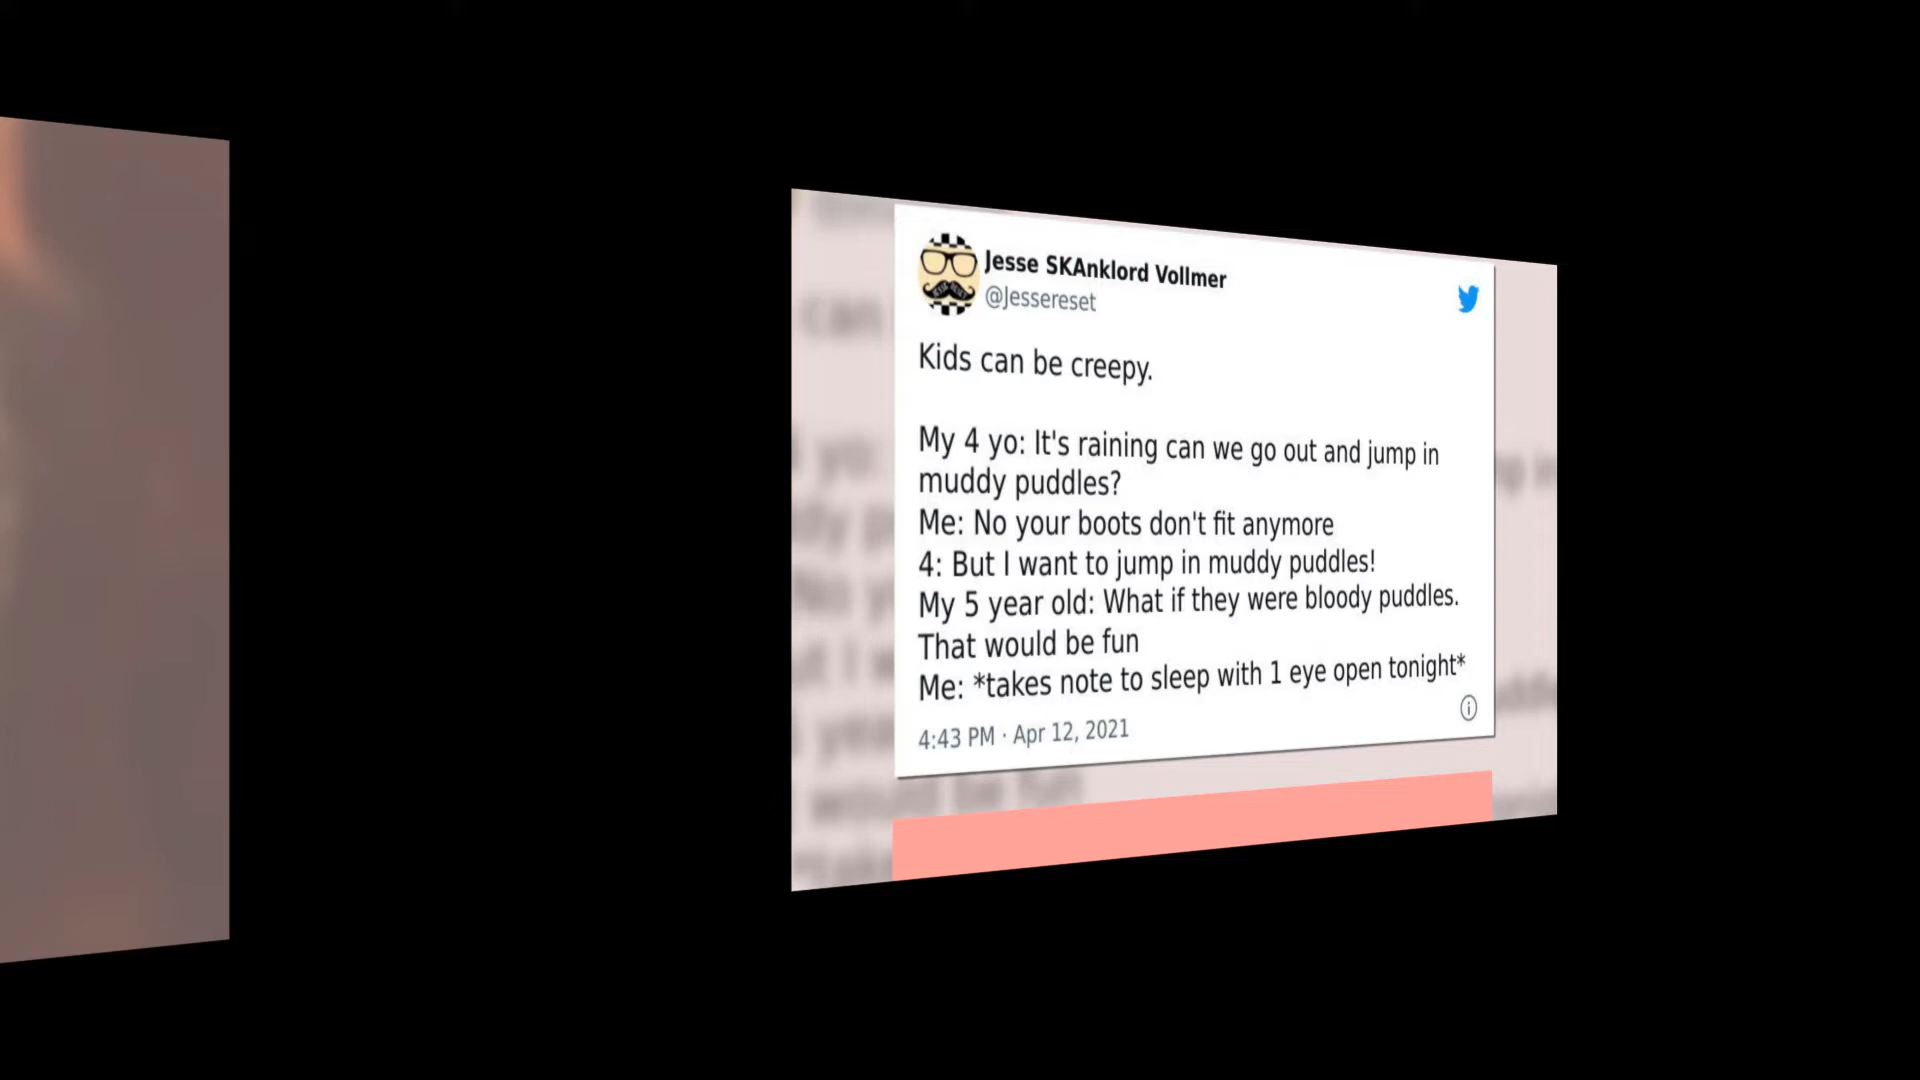 Jesse SKAnklord Vollmer
@Jessereset
Kids can be creepy.
My 4 yo: It's raining can we go out and jump in
muddy puddles?
Me: No your boots don't fit anymore
4: But I want to jump in muddy puddles!
My 5 year old: What if they were bloody puddles.
That would be fun
Me: *takes note to sleep with 1 eye open tonight*
4:43 PM · Apr 12, 2021